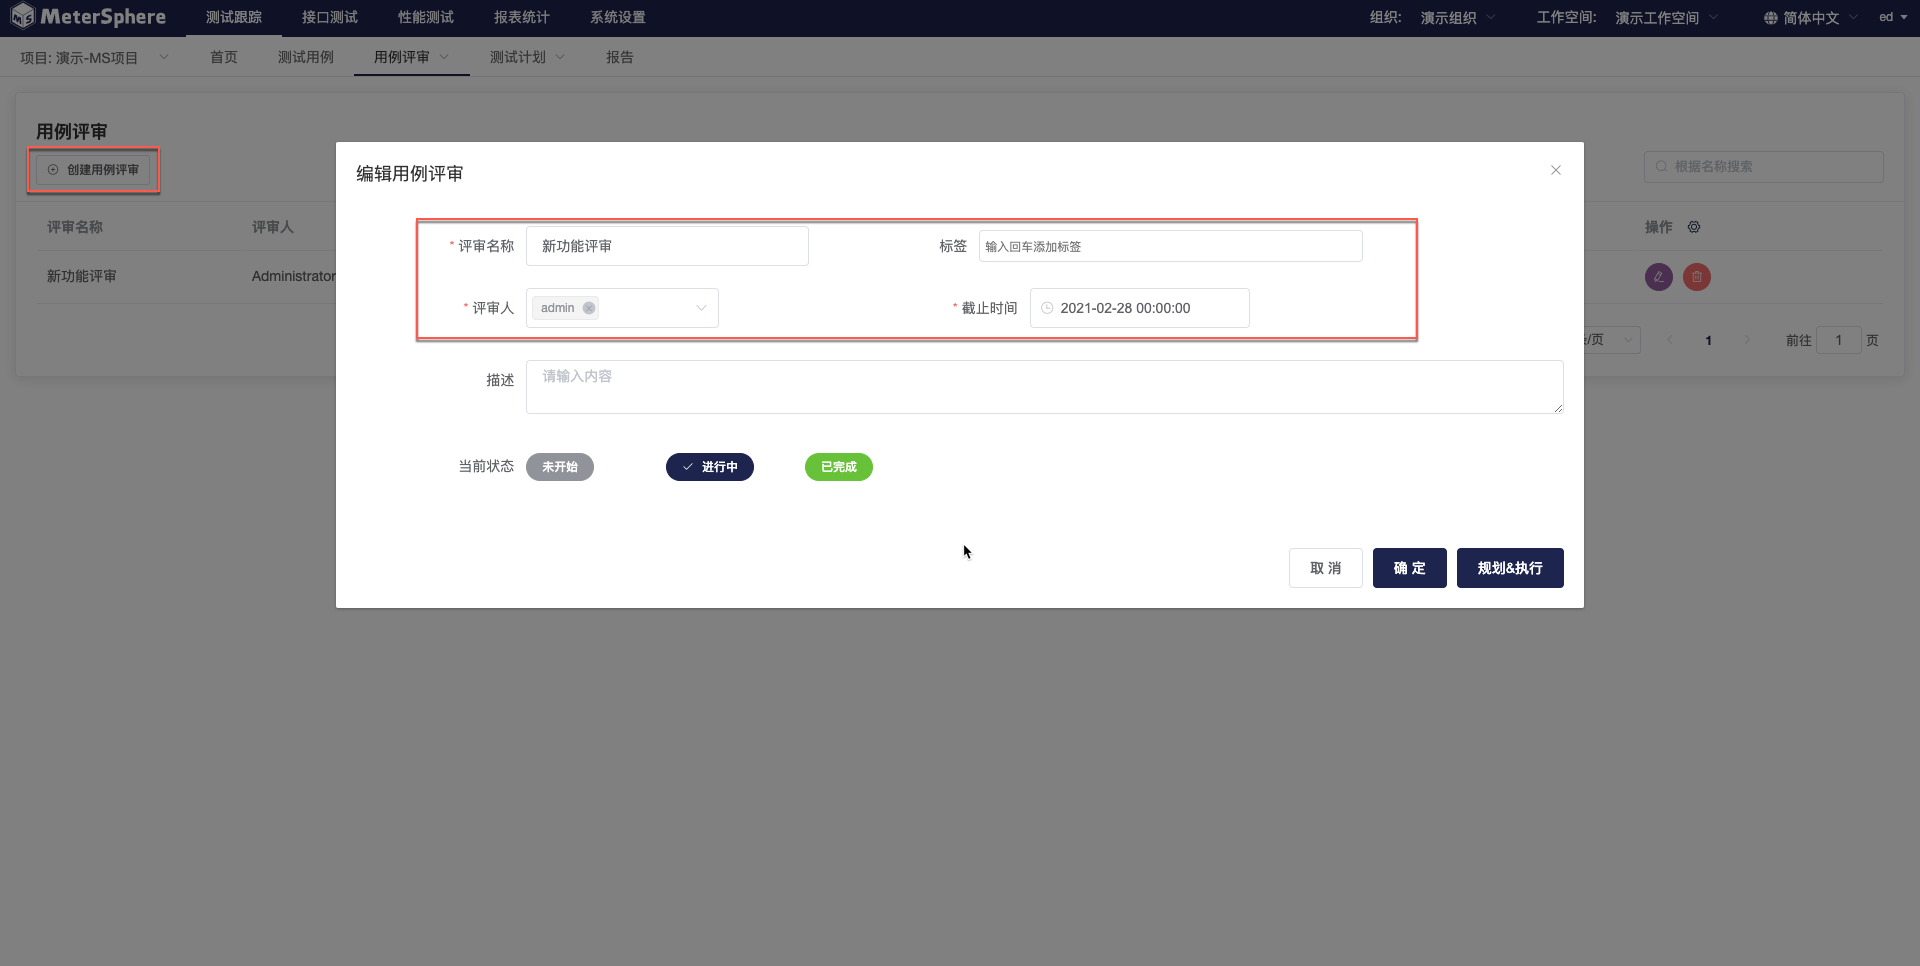 MeterSphere 测试跟踪 接口测试 性能测试 报表统计 系统设置 组织: 演示组织 工作空间: 演示工作空间 简体中文 ed
项目: 演示-MS项目 首页 测试用例 用例评审 测试计划 报告
用例评审
创建用例评审
根据名称搜索
评审名称 评审人 操作
新功能评审 Administrator
/页 1 前往 1 页
编辑用例评审
* 评审名称 新功能评审 标签 输入回车添加标签
* 评审人 admin * 截止时间 2021-02-28 00:00:00
描述 请输入内容
当前状态 未开始 进行中 已完成
取 消 确 定 规划&执行